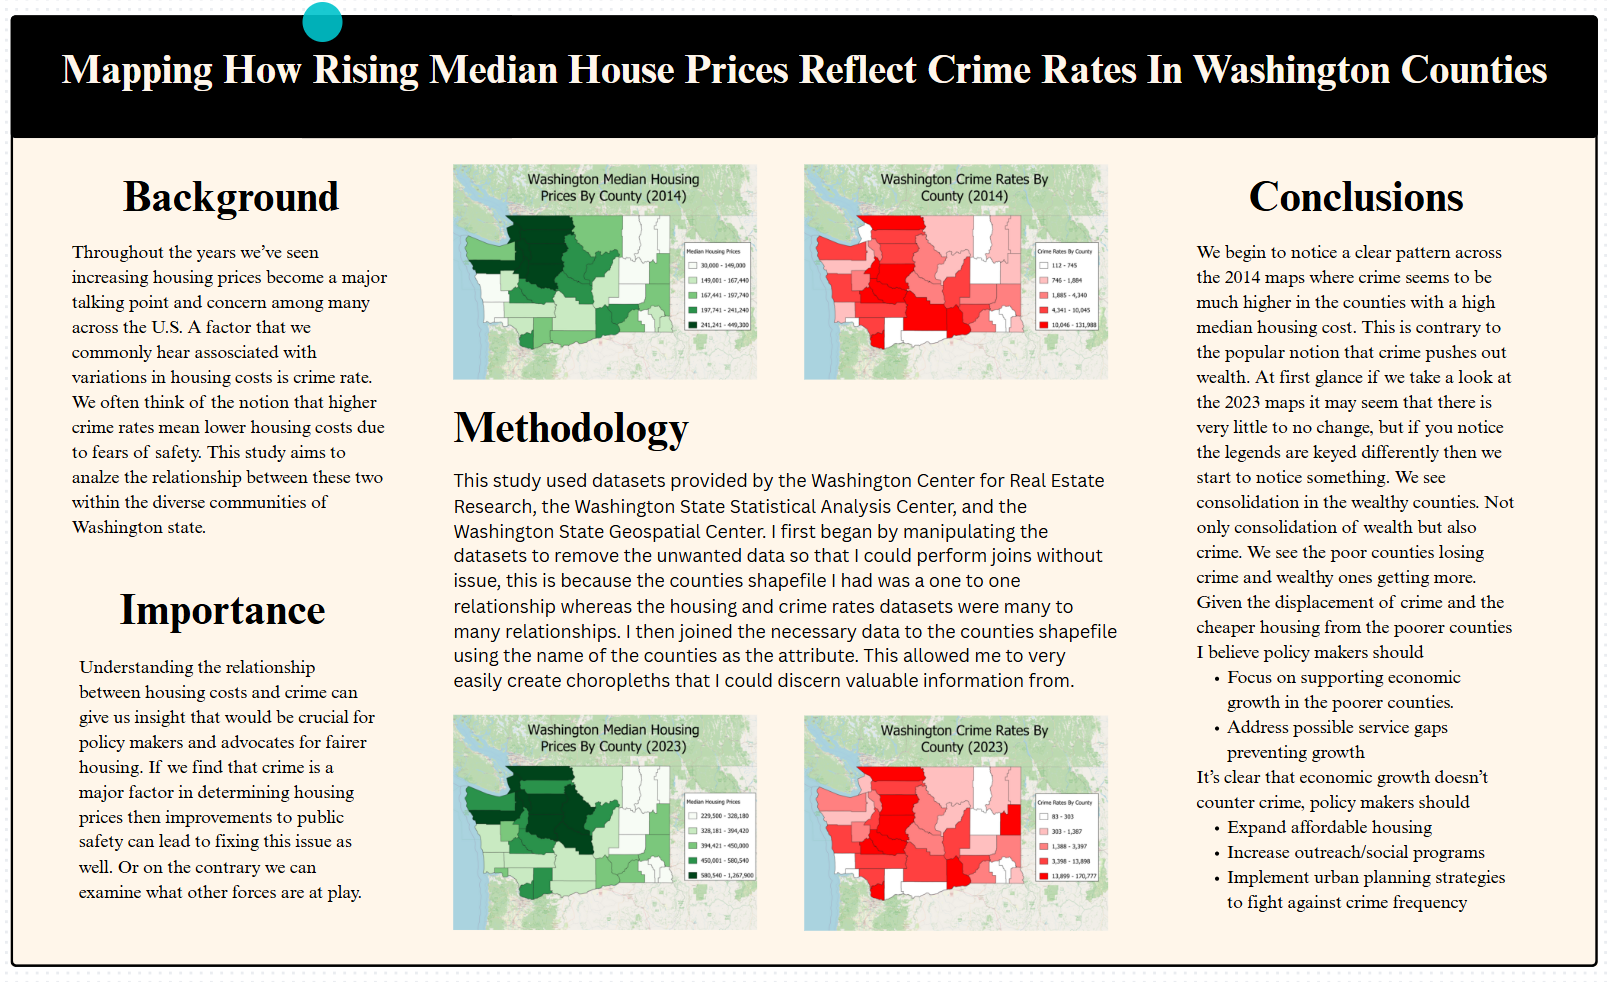 Mapping How Rising Median House Prices Reflect Crime Rates In Washington Counties
Background
Throughout the years we’ve seen
increasing housing prices become a major
talking point and concern among many
across the U.S. A factor that we
commonly hear assosciated with
variations in housing costs is crime rate.
We often think of the notion that higher
crime rates mean lower housing costs due
to fears of safety. This study aims to
analze the relationship between these two
within the diverse communities of
Washington state.
Importance
Understanding the relationship
between housing costs and crime can
give us insight that would be crucial for
policy makers and advocates for fairer
housing. If we find that crime is a
major factor in determining housing
prices then improvements to public
safety can lead to fixing this issue as
well. Or on the contrary we can
examine what other forces are at play.
Washington Median Housing
Prices By County (2014)
Median Housing Prices
30,000 - 149,000
149,001 - 167,440
167,441 - 197,740
197,741 - 241,240
241,241 - 449,300
Washington Crime Rates By
County (2014)
Crime Rates By County
112 - 745
746 - 1,884
1,885 - 4,340
4,341 - 10,045
10,046 - 131,988
Methodology
This study used datasets provided by the Washington Center for Real Estate
Research, the Washington State Statistical Analysis Center, and the
Washington State Geospatial Center. I first began by manipulating the
datasets to remove the unwanted data so that I could perform joins without
issue, this is because the counties shapefile I had was a one to one
relationship whereas the housing and crime rates datasets were many to
many relationships. I then joined the necessary data to the counties shapefile
using the name of the counties as the attribute. This allowed me to very
easily create choropleths that I could discern valuable information from.
Washington Median Housing
Prices By County (2023)
Median Housing Prices
229,500 - 328,180
328,181 - 394,420
394,421 - 450,000
450,001 - 580,540
580,540 - 1,267,900
Washington Crime Rates By
County (2023)
Crime Rates By County
83 - 303
303 - 1,387
1,388 - 3,397
3,398 - 13,898
13,899 - 170,777
Conclusions
We begin to notice a clear pattern across
the 2014 maps where crime seems to be
much higher in the counties with a high
median housing cost. This is contrary to
the popular notion that crime pushes out
wealth. At first glance if we take a look at
the 2023 maps it may seem that there is
very little to no change, but if you notice
the legends are keyed differently then we
start to notice something. We see
consolidation in the wealthy counties. Not
only consolidation of wealth but also
crime. We see the poor counties losing
crime and wealthy ones getting more.
Given the displacement of crime and the
cheaper housing from the poorer counties
I believe policy makers should
• Focus on supporting economic
growth in the poorer counties.
• Address possible service gaps
preventing growth
It’s clear that economic growth doesn’t
counter crime, policy makers should
• Expand affordable housing
• Increase outreach/social programs
• Implement urban planning strategies
to fight against crime frequency